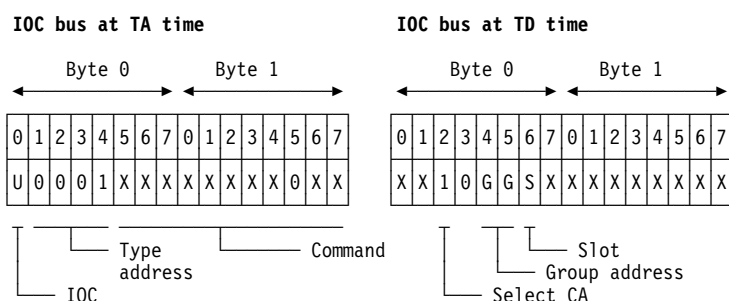 IOC bus at TA time IOC bus at TD time
Byte 0 Byte 1 Byte 0 Byte 1
0 1 2 3 4 5 6 7 0 1 2 3 4 5 6 7 0 1 2 3 4 5 6 7 0 1 2 3 4 5 6 7
U 0 0 0 1 X X X X X X X X 0 X X X X 1 0 G G S X X X X X X X X X
Type Command Slot
address Group address
IOC Select CA